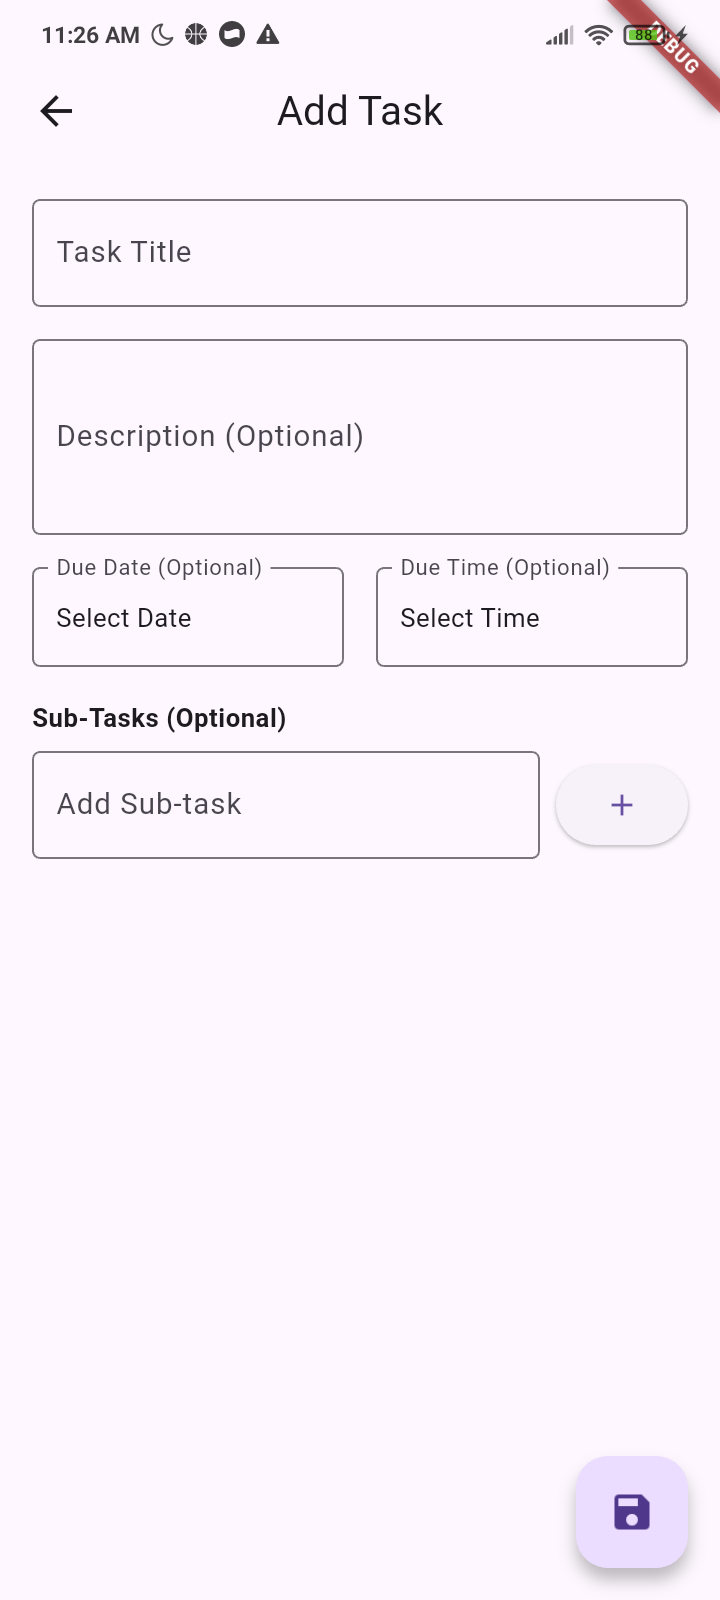 11:26 AM
88
DEBUG
Add Task
Task Title
Description (Optional)
Due Date (Optional)
Due Time (Optional)
Select Date
Select Time
Sub-Tasks (Optional)
Add Sub-task
+